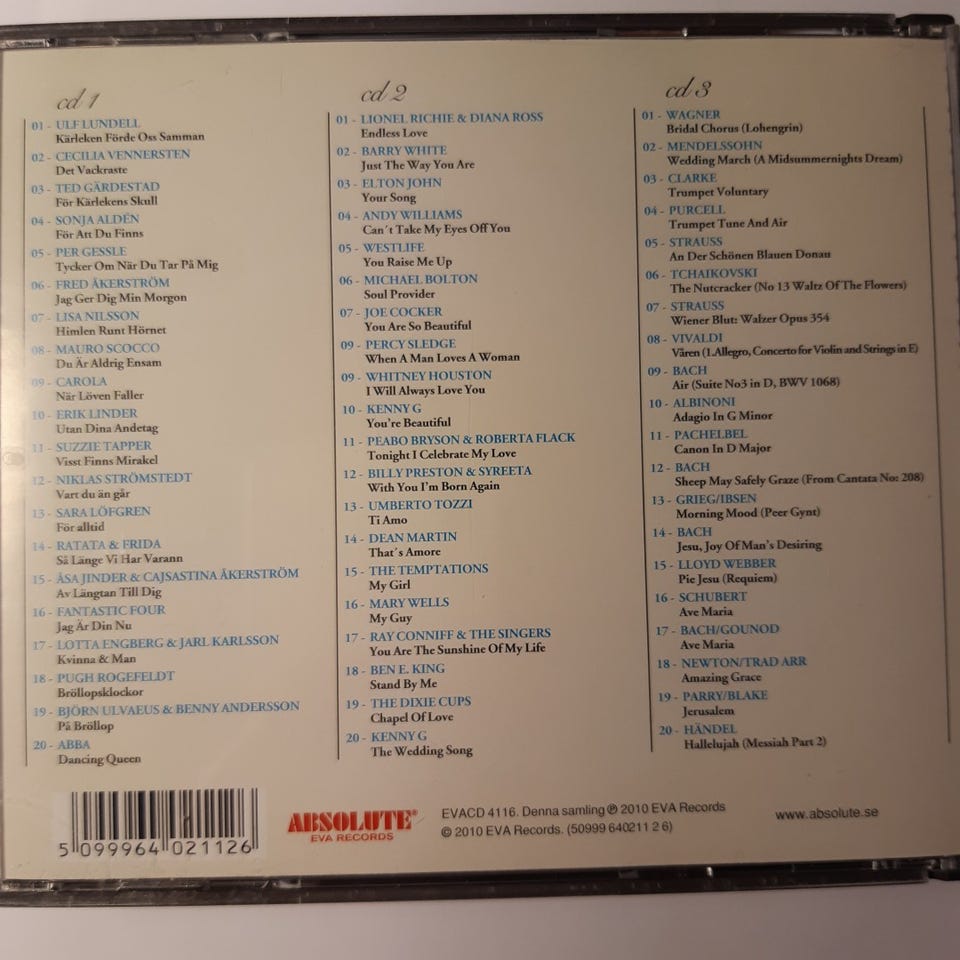 cd 1
01 - ULF LUNDELL
Kärleken Förde Oss Samman
02 - CECILIA VENNERSTEN
Det Vackraste
03 - TED GÄRDESTAD
För Kärlekens Skull
04 - SONJA ALDÉN
För Att Du Finns
05 - PER GESSLE
Tycker Om När Du Tar På Mig
06 - FRED ÅKERSTRÖM
Jag Ger Dig Min Morgon
07 - LISA NILSSON
Himlen Runt Hörnet
08 - MAURO SCOCCO
Du Är Aldrig Ensam
09 - CAROLA
När Löven Faller
10 - ERIK LINDER
Utan Dina Andetag
11 - SUZZIE TAPPER
Visst Finns Mirakel
12 - NIKLAS STRÖMSTEDT
Vart du än går
13 - SARA LÖFGREN
För alltid
14 - RATATA & FRIDA
Så Länge Vi Har Varann
15 - ÅSA JINDER & CAJSASTINA ÅKERSTRÖM
Av Längtan Till Dig
16 - FANTASTIC FOUR
Jag Är Din Nu
17 - LOTTA ENGBERG & JARL KARLSSON
Kvinna & Man
18 - PUGH ROGEFELDT
Bröllopsklockor
19 - BJÖRN ULVAEUS & BENNY ANDERSSON
På Bröllop
20 - ABBA
Dancing Queen
cd 2
01 - LIONEL RICHIE & DIANA ROSS
Endless Love
02 - BARRY WHITE
Just The Way You Are
03 - ELTON JOHN
Your Song
04 - ANDY WILLIAMS
Can´t Take My Eyes Off You
05 - WESTLIFE
You Raise Me Up
06 - MICHAEL BOLTON
Soul Provider
07 - JOE COCKER
You Are So Beautiful
09 - PERCY SLEDGE
When A Man Loves A Woman
09 - WHITNEY HOUSTON
I Will Always Love You
10 - KENNY G
You're Beautiful
11 - PEABO BRYSON & ROBERTA FLACK
Tonight I Celebrate My Love
12 - BILLY PRESTON & SYREETA
With You I'm Born Again
13 - UMBERTO TOZZI
Ti Amo
14 - DEAN MARTIN
That´s Amore
15 - THE TEMPTATIONS
My Girl
16 - MARY WELLS
My Guy
17 - RAY CONNIFF & THE SINGERS
You Are The Sunshine Of My Life
18 - BEN E. KING
Stand By Me
19 - THE DIXIE CUPS
Chapel Of Love
20 - KENNY G
The Wedding Song
cd 3
01 - WAGNER
Bridal Chorus (Lohengrin)
02 - MENDELSSOHN
Wedding March (A Midsummernights Dream)
03 - CLARKE
Trumpet Voluntary
04 - PURCELL
Trumpet Tune And Air
05 - STRAUSS
An Der Schönen Blauen Donau
06 - TCHAIKOVSKI
The Nutcracker (No 13 Waltz Of The Flowers)
07 - STRAUSS
Wiener Blut: Walzer Opus 354
08 - VIVALDI
Våren (1.Allegro, Concerto for Violin and Strings in E)
09 - BACH
Air (Suite No3 in D, BWV 1068)
10 - ALBINONI
Adagio In G Minor
11 - PACHELBEL
Canon In D Major
12 - BACH
Sheep May Safely Graze (From Cantata No: 208)
13 - GRIEG/IBSEN
Morning Mood (Peer Gynt)
14 - BACH
Jesu, Joy Of Man's Desiring
15 - LLOYD WEBBER
Pie Jesu (Requiem)
16 - SCHUBERT
Ave Maria
17 - BACH/GOUNOD
Ave Maria
18 - NEWTON/TRAD ARR
Amazing Grace
19 - PARRY/BLAKE
Jerusalem
20 - HÄNDEL
Hallelujah (Messiah Part 2)
5 099964 021126
ABSOLUTE®
EVA RECORDS
EVACD 4116. Denna samling ℗ 2010 EVA Records
© 2010 EVA Records. (50999 640211 2 6)
www.absolute.se